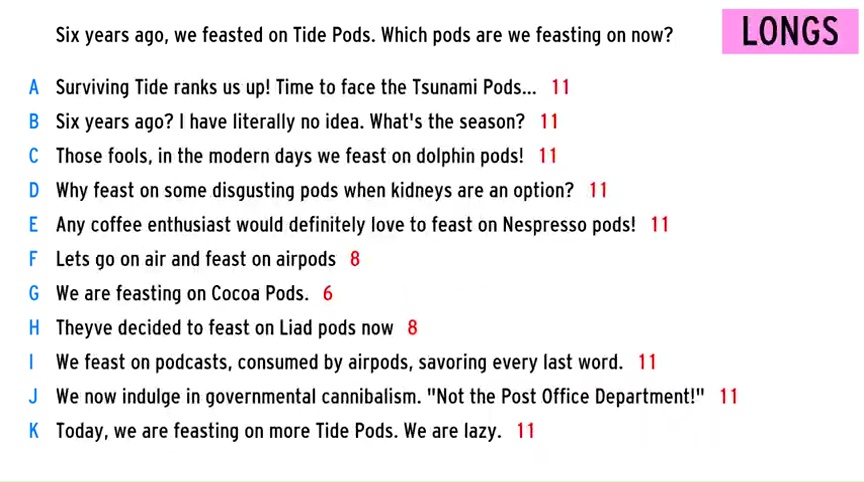 Six years ago, we feasted on Tide Pods. Which pods are we feasting on now?
LONGS
A Surviving Tide ranks us up! Time to face the Tsunami Pods... 11
B Six years ago? I have literally no idea. What's the season? 11
C Those fools, in the modern days we feast on dolphin pods! 11
D Why feast on some disgusting pods when kidneys are an option? 11
E Any coffee enthusiast would definitely love to feast on Nespresso pods! 11
F Lets go on air and feast on airpods 8
G We are feasting on Cocoa Pods. 6
H Theyve decided to feast on Liad pods now 8
I We feast on podcasts, consumed by airpods, savoring every last word. 11
J We now indulge in governmental cannibalism. "Not the Post Office Department!" 11
K Today, we are feasting on more Tide Pods. We are lazy. 11